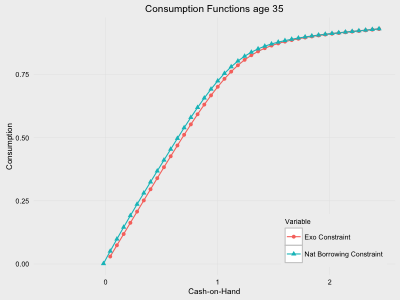 Consumption Functions age 35
Consumption
0.75
0.50
0.25
0.00
0
1
2
Cash-on-Hand
Variable
Exo Constraint
Nat Borrowing Constraint